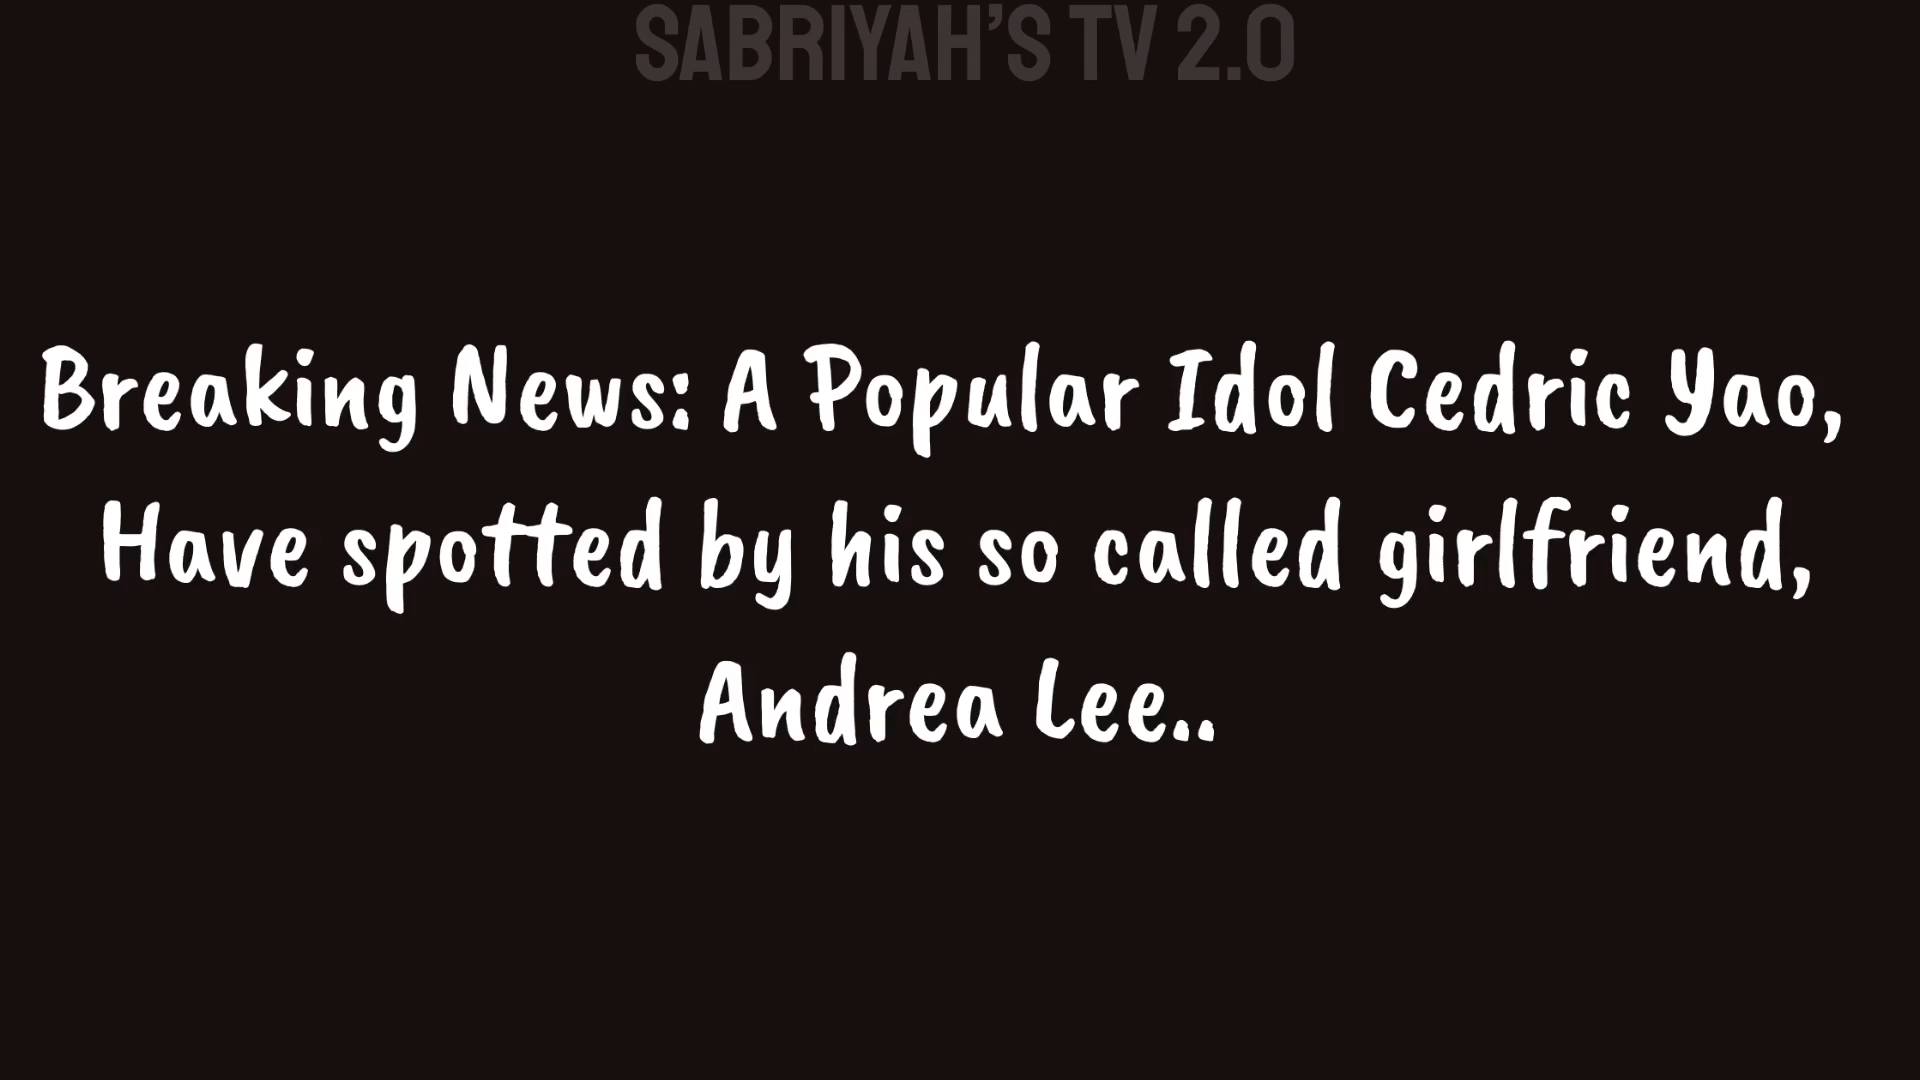 SABRIYAH'S TV 2.0
Breaking News: A Popular Idol Cedric Yao,
Have spotted by his so called girlfriend,
Andrea Lee..